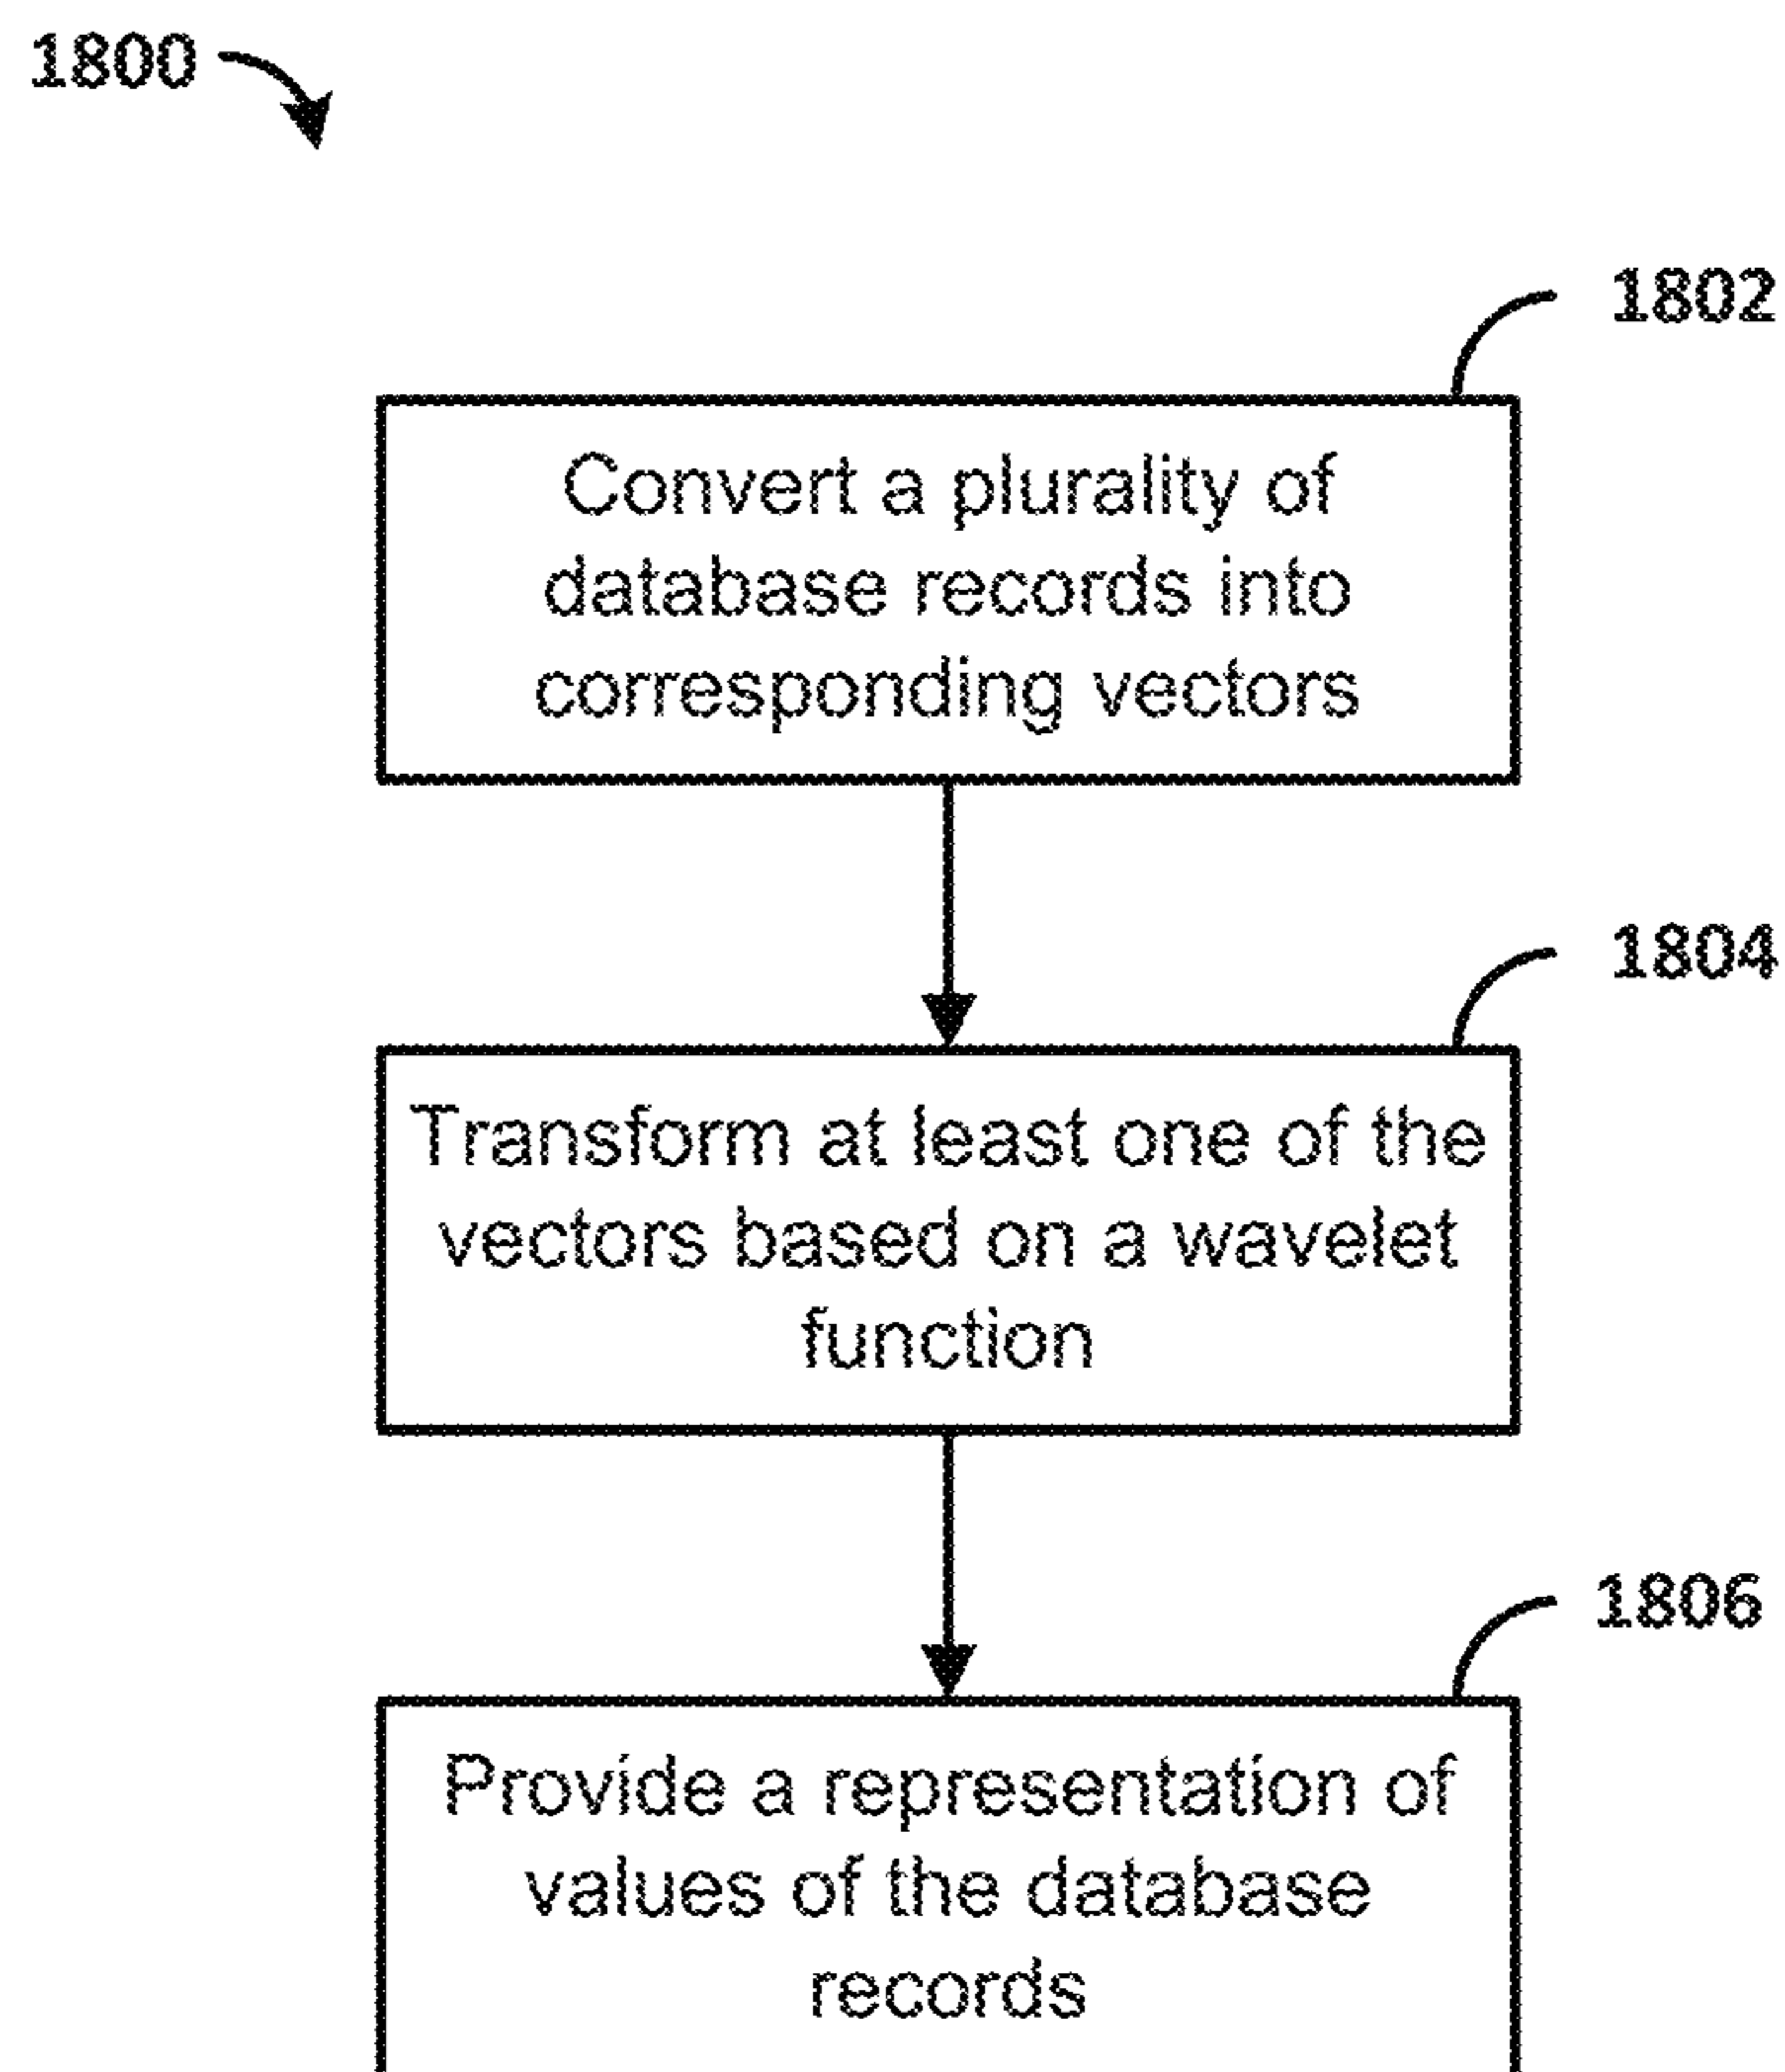 1800
1802
Convert a plurality of
database records into
corresponding vectors
1804
Transform at least one of the
vectors based on a wavelet
function
1806
Provide a representation of
values of the database
records